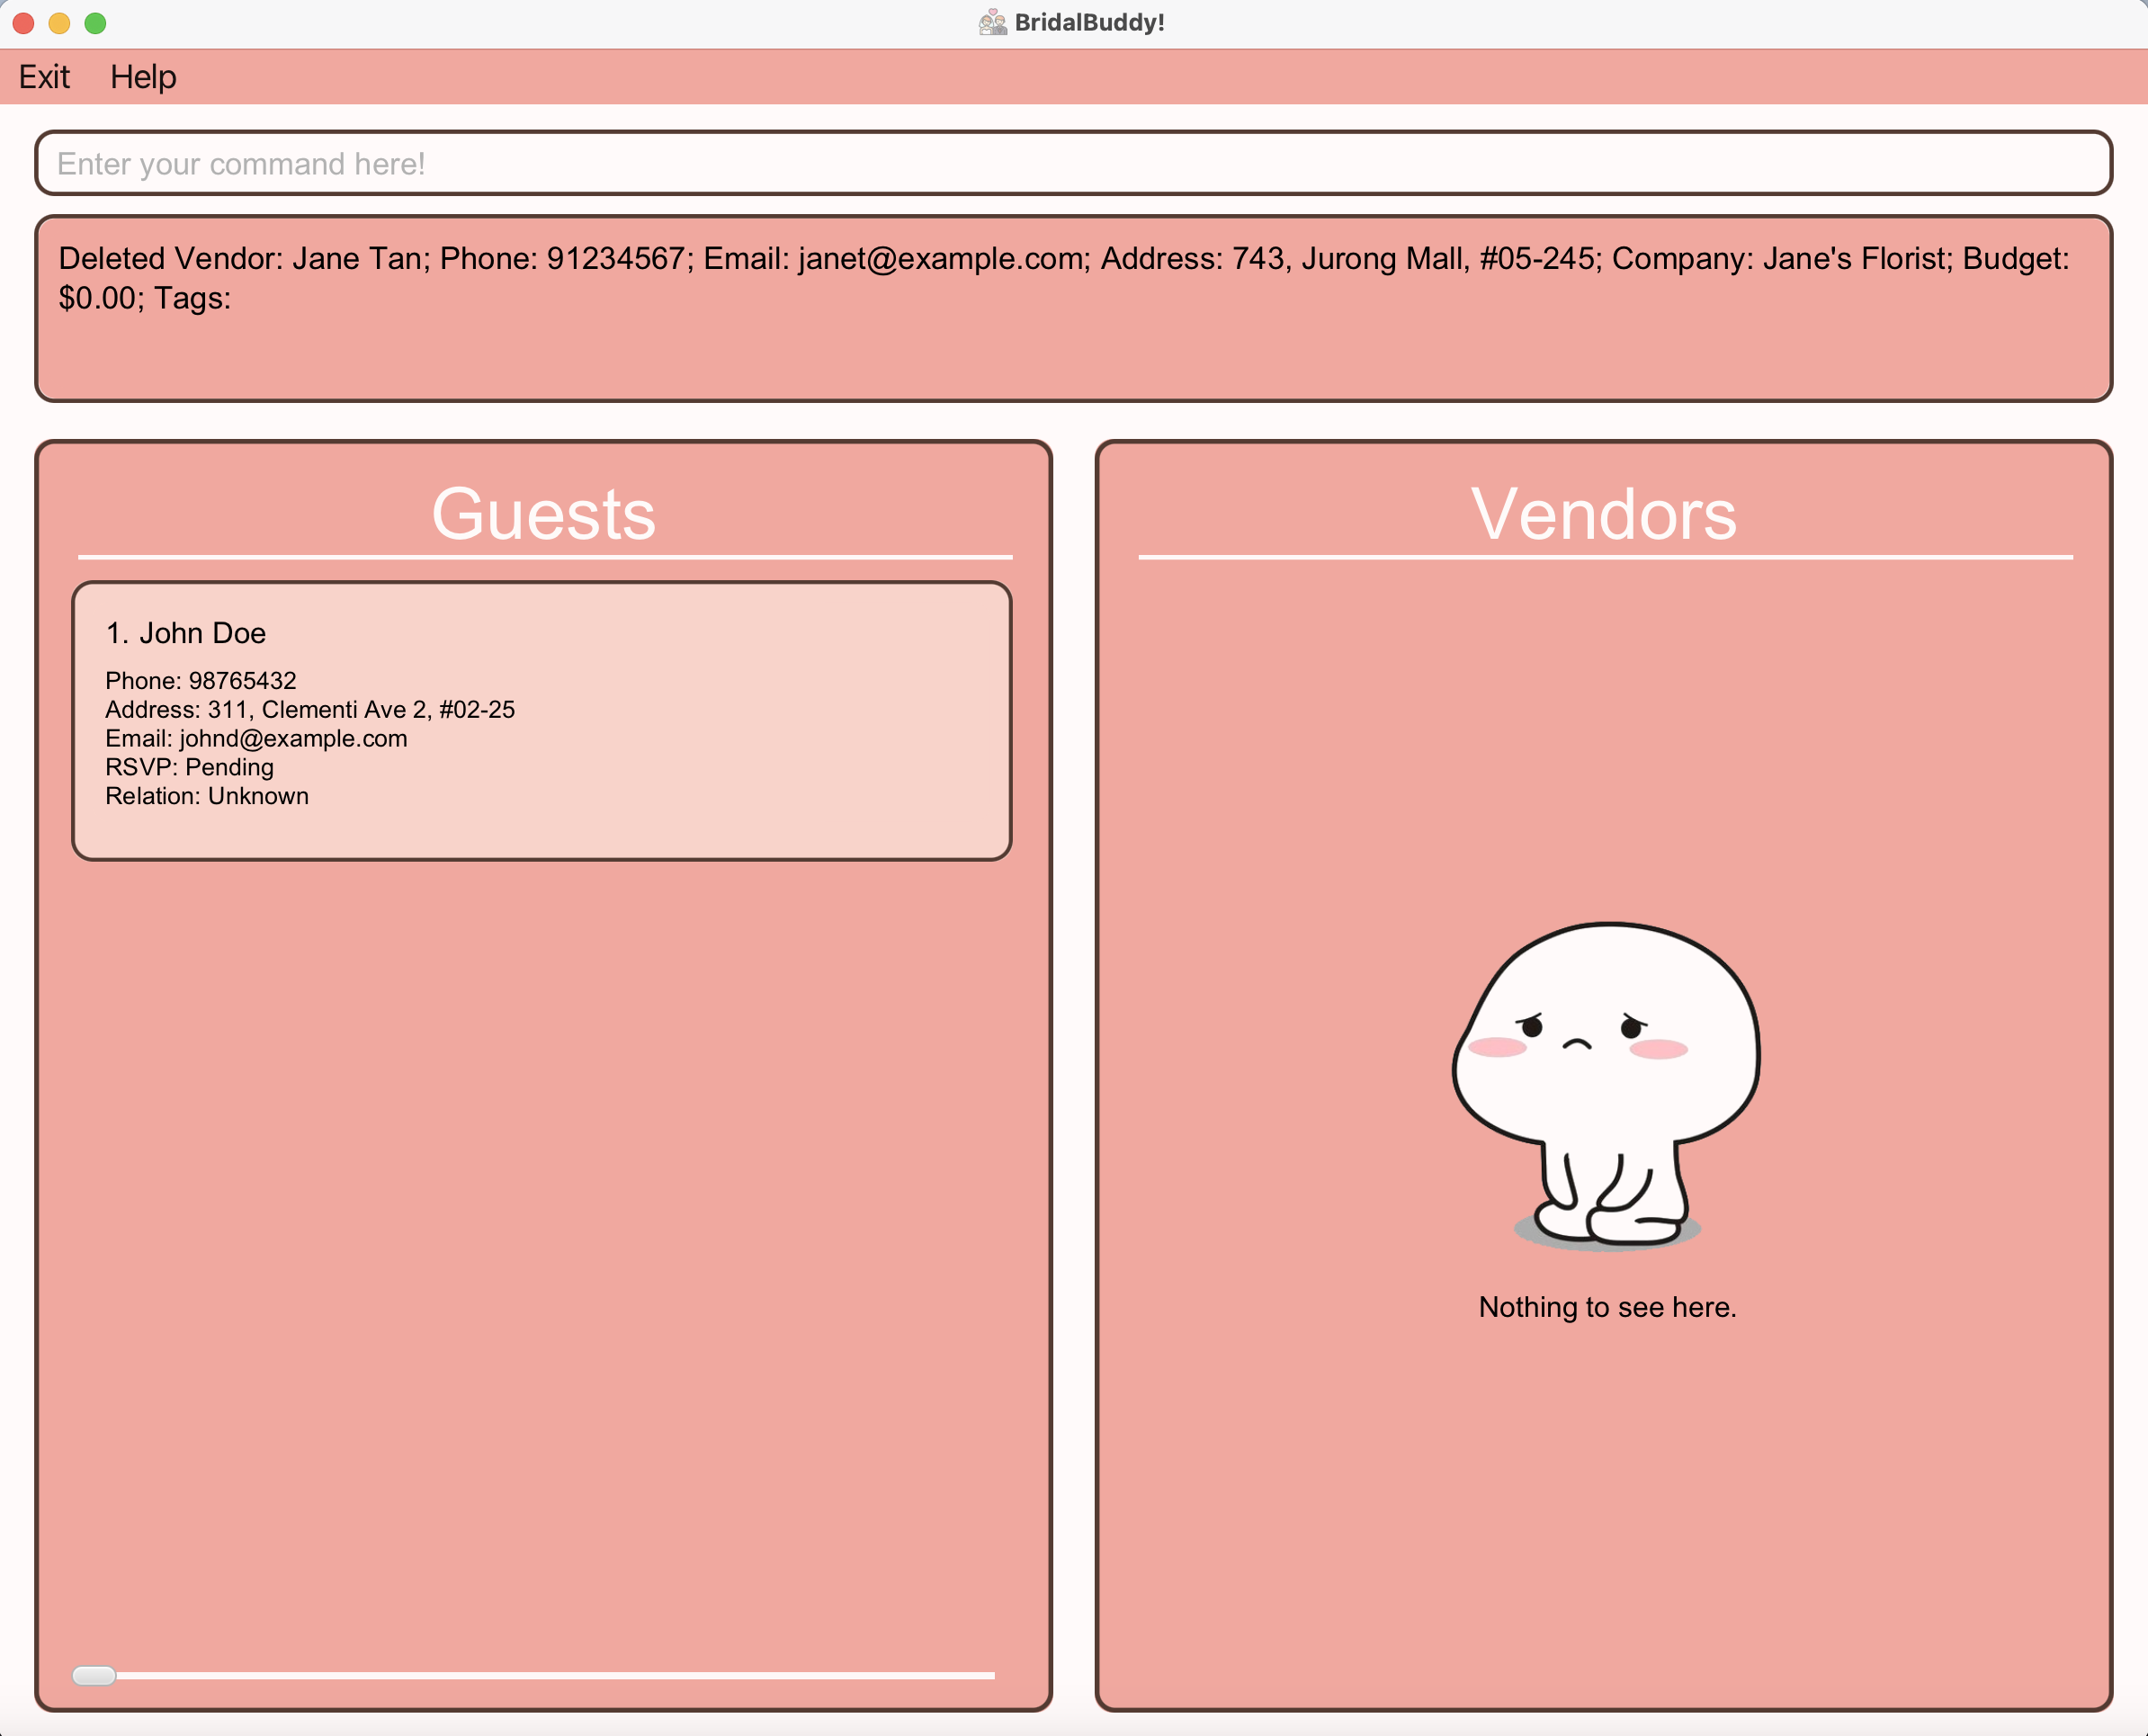 BridalBuddy!
Exit Help
Enter your command here!
Deleted Vendor: Jane Tan; Phone: 91234567; Email: janet@example.com; Address: 743, Jurong Mall, #05-245; Company: Jane's Florist; Budget:
$0.00; Tags:
Guests
1. John Doe
Phone: 98765432
Address: 311, Clementi Ave 2, #02-25
Email: johnd@example.com
RSVP: Pending
Relation: Unknown
Vendors
Nothing to see here.